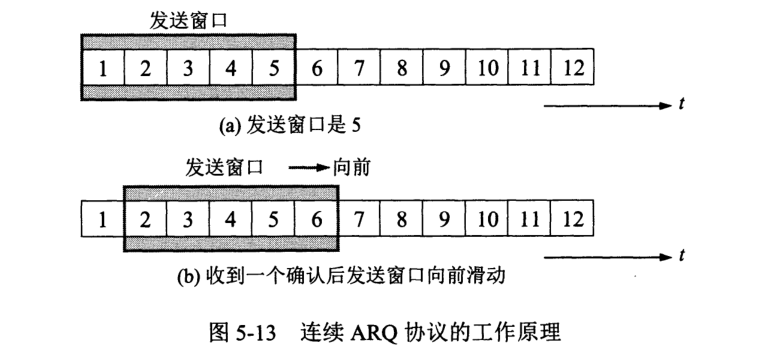 发送窗口
1 2 3 4 5 6 7 8 9 10 11 12
t
(a) 发送窗口是 5
发送窗口 向前
1 2 3 4 5 6 7 8 9 10 11 12
t
(b) 收到一个确认后发送窗口向前滑动
图 5-13 连续 ARQ 协议的工作原理